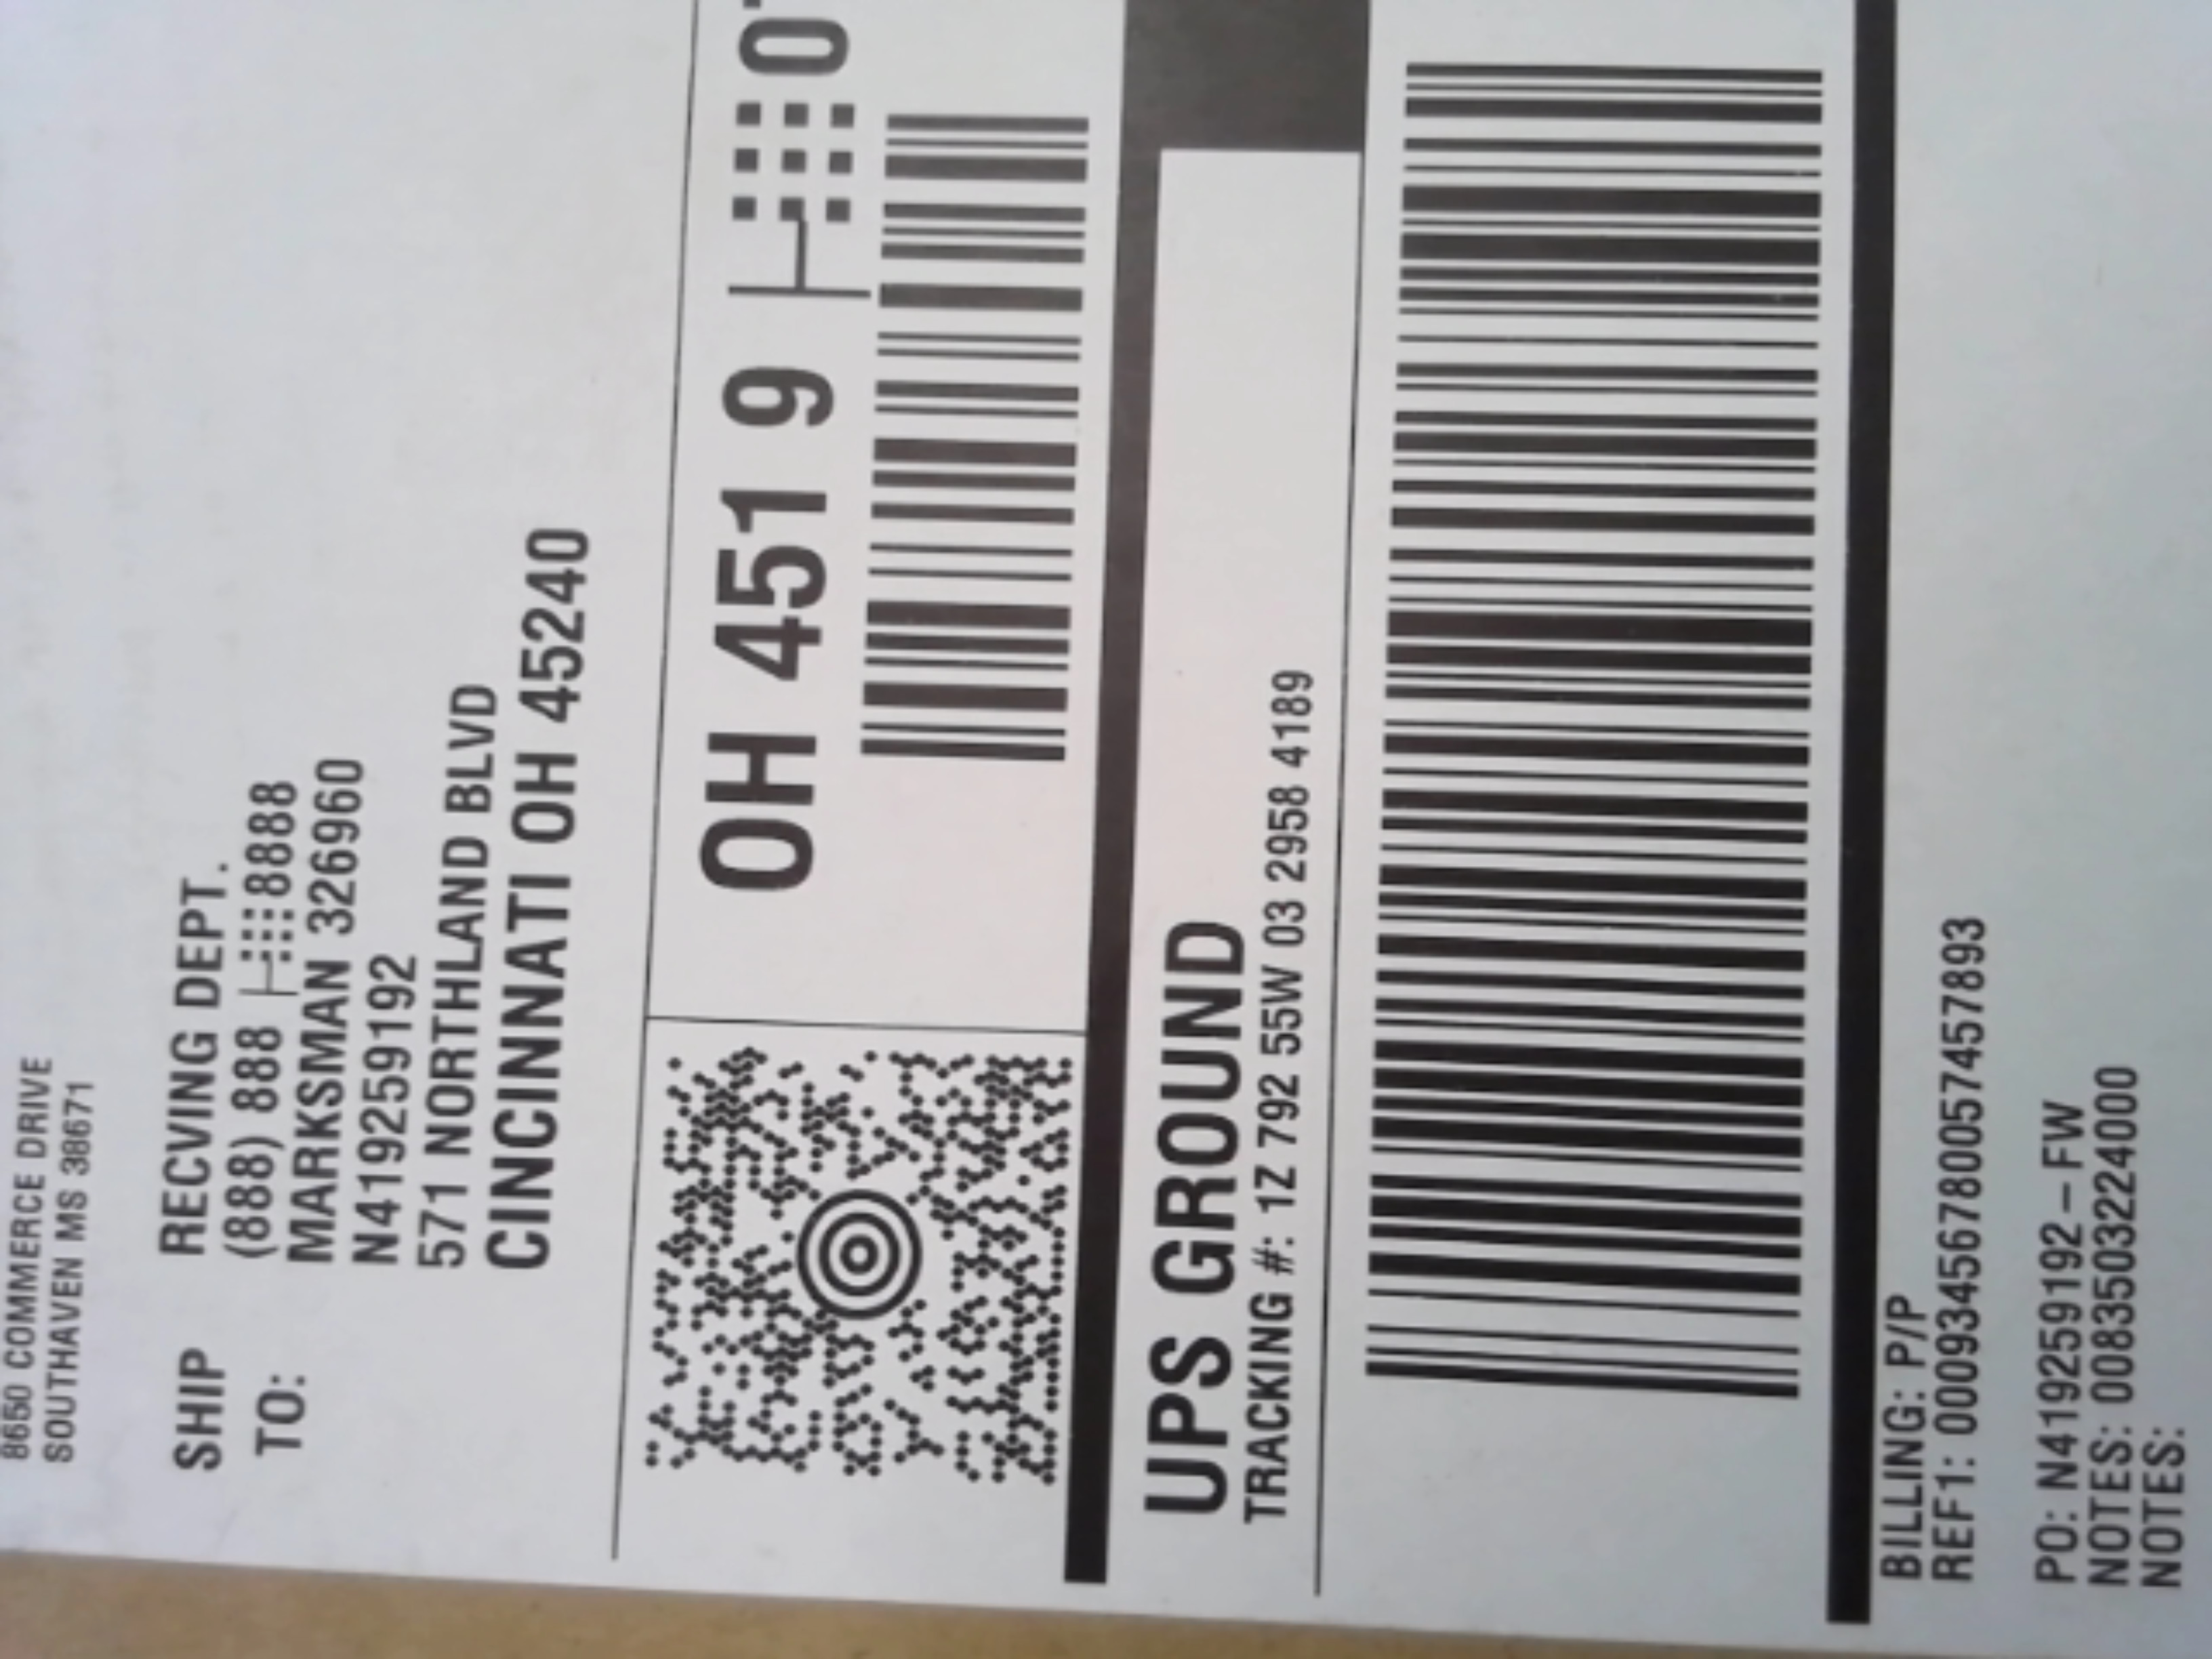 8650 COMMERCE DRIVE
SOUTHAVEN MS 38671
SHIP TO:
RECVING DEPT.
(888) 888 8888
MARKSMAN 326960
N419259192
571 NORTHLAND BLVD
CINCINNATI OH 45240
OH 451 9 0
UPS GROUND
TRACKING #: 1Z 792 55W 03 2958 4189
BILLING: P/P
REF1: 00093456780057457893
PO: N419259192-FW
NOTES: 0083503224000
NOTES: